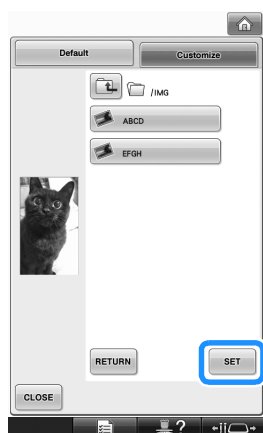 Default Customize
/IMG
ABCD
EFGH
RETURN SET
CLOSE
?